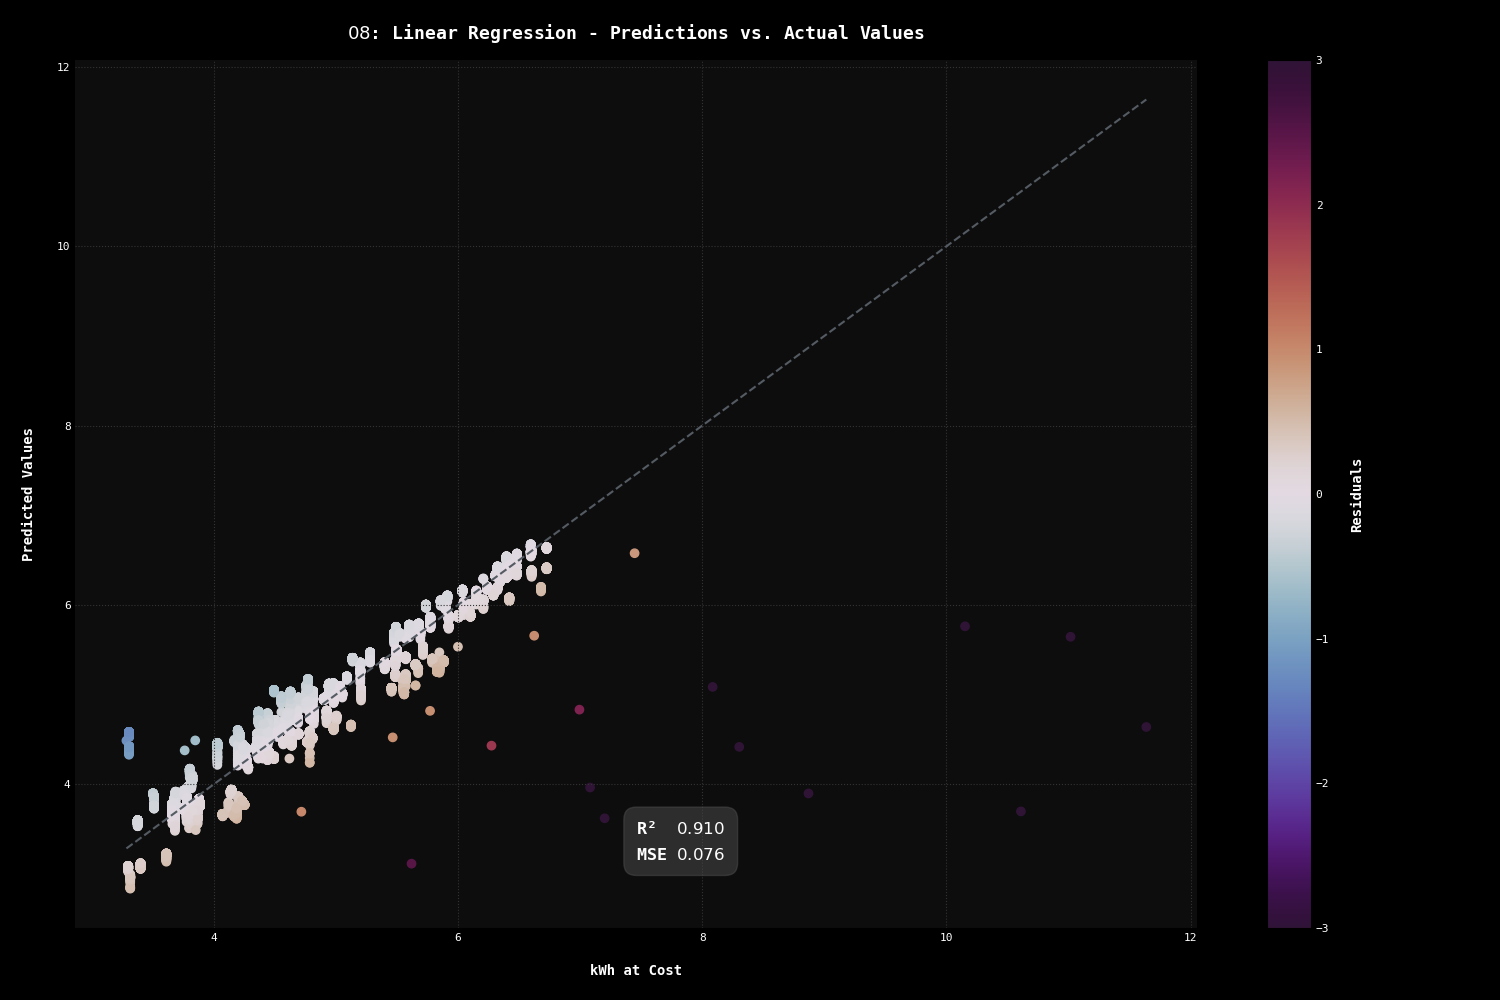 08: Linear Regression - Predictions vs. Actual Values
12
10
8
6
4
Predicted Values
4
6
8
10
12
kWh at Cost
R² 0.910
MSE 0.076
3
2
1
0
−1
−2
−3
Residuals